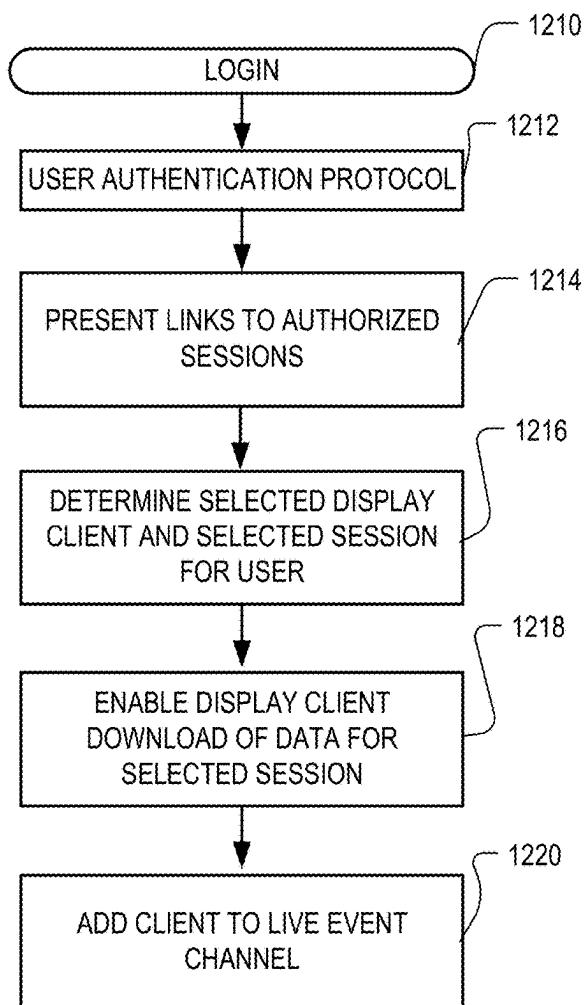 1210
LOGIN
1212
USER AUTHENTICATION PROTOCOL
1214
PRESENT LINKS TO AUTHORIZED
SESSIONS
1216
DETERMINE SELECTED DISPLAY
CLIENT AND SELECTED SESSION
FOR USER
1218
ENABLE DISPLAY CLIENT
DOWNLOAD OF DATA FOR
SELECTED SESSION
1220
ADD CLIENT TO LIVE EVENT
CHANNEL